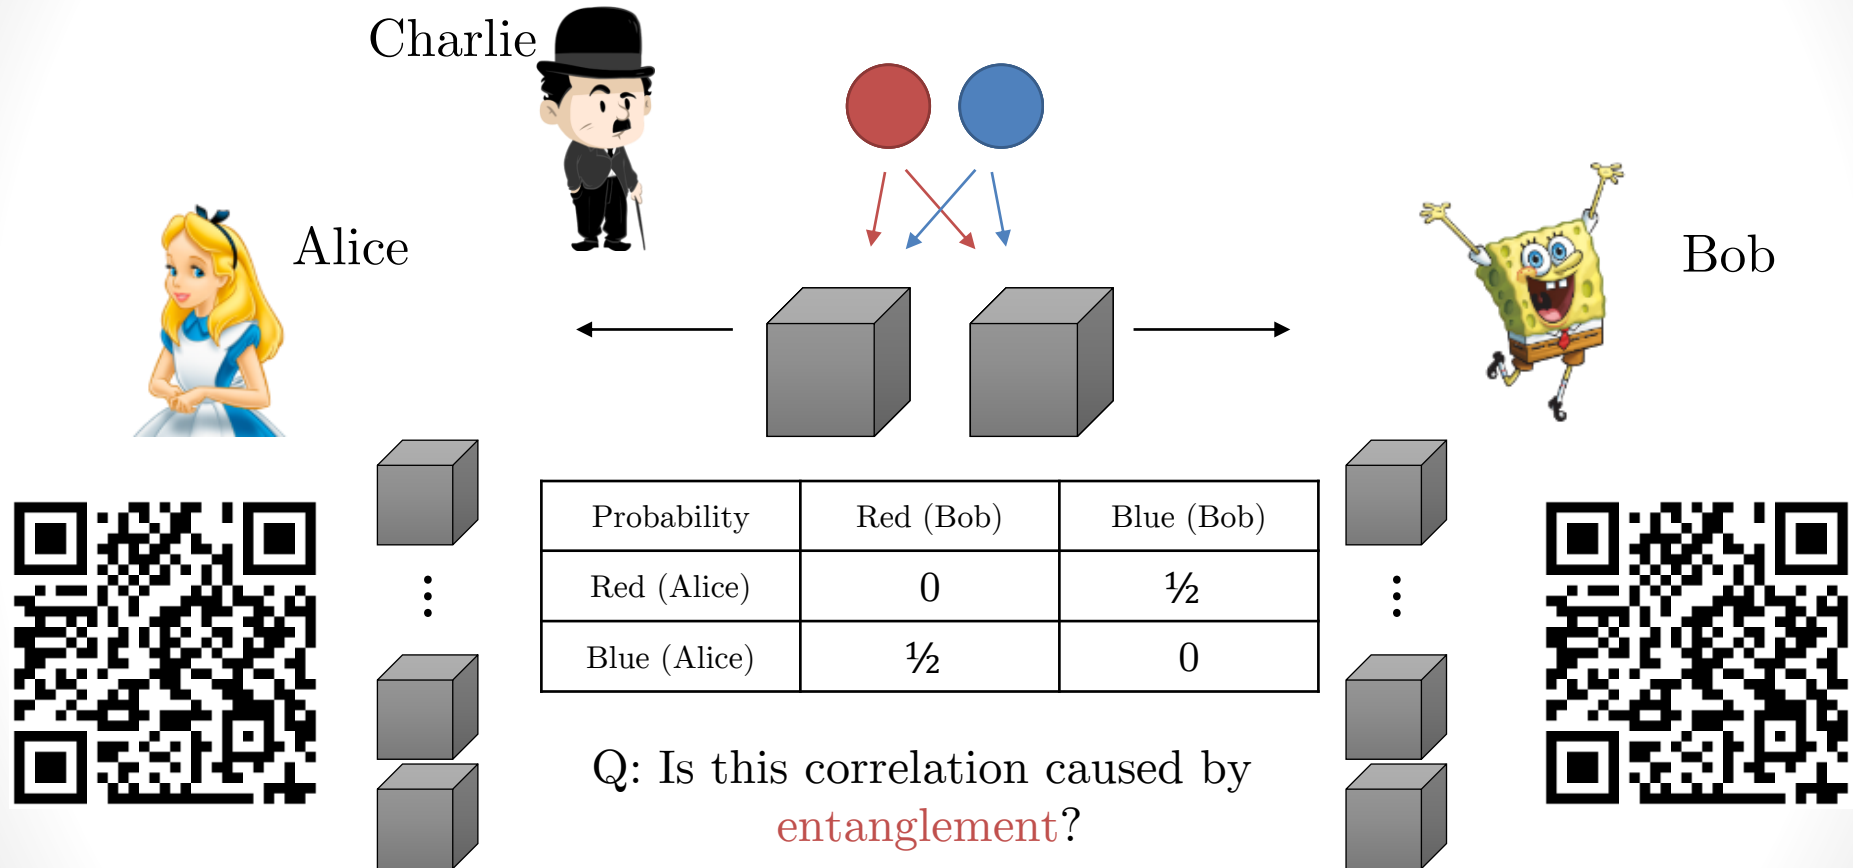 Charlie
Alice
Bob
Probability Red (Bob) Blue (Bob)
Red (Alice) 0 ½
Blue (Alice) ½ 0
Q: Is this correlation caused by
entanglement?